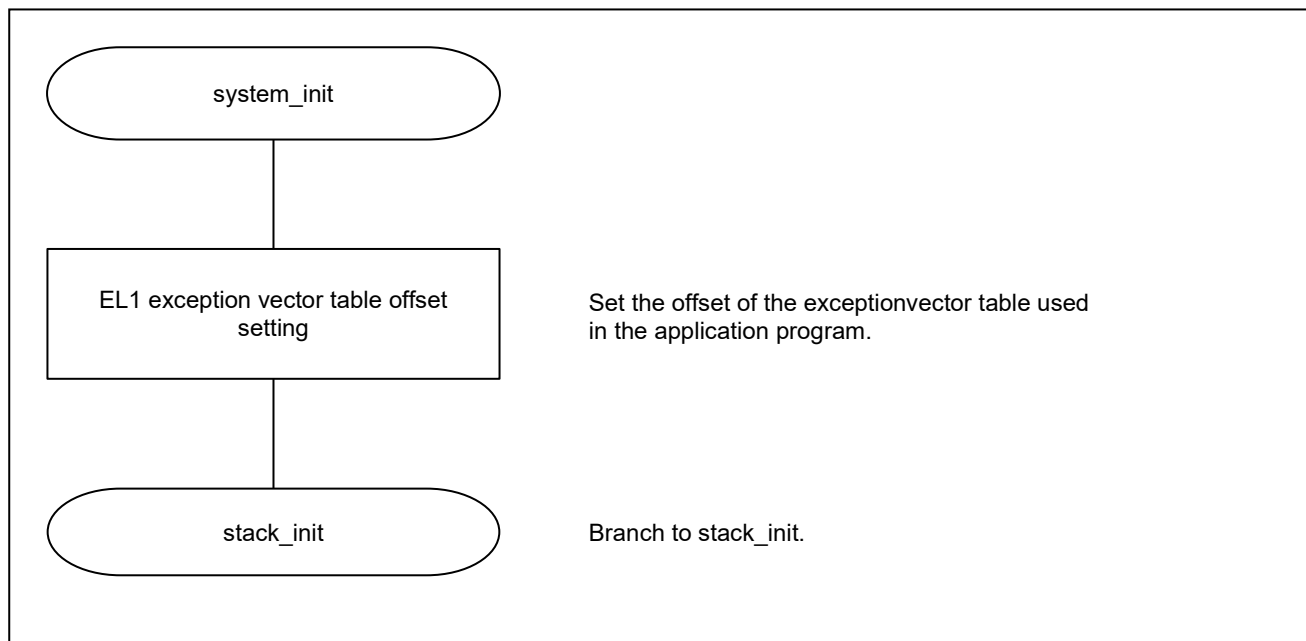 system_init
EL1 exception vector table offset
setting
Set the offset of the exceptionvector table used
in the application program.
stack_init
Branch to stack_init.